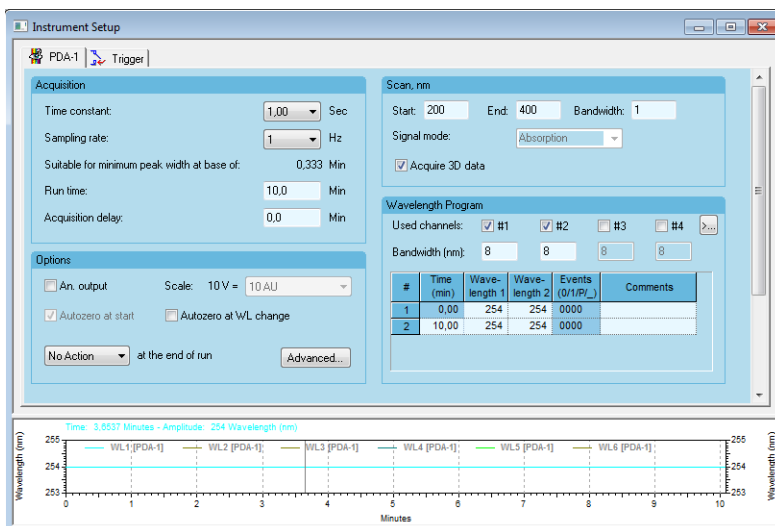 Instrument Setup
PDA-1
Trigger
Acquisition
Time constant: 1,00 Sec
Sampling rate: 1 Hz
Suitable for minimum peak width at base of: 0,333 Min
Run time: 10,0 Min
Acquisition delay: 0,0 Min
Options
An. output Scale: 10 V = 10 AU
Autozero at start Autozero at WL change
No Action at the end of run Advanced...
Scan, nm
Start: 200 End: 400 Bandwidth: 1
Signal mode: Absorption
Acquire 3D data
Wavelength Program
Used channels: #1 #2 #3 #4 >...
Bandwidth (nm): 8 8 8 8
# Time (min) Wave-length 1 Wave-length 2 Events (0/1/P/_) Comments
1 0,00 254 254 0000
2 10,00 254 254 0000
Time: 3,6537 Minutes - Amplitude: 254 Wavelength (nm)
WL1 [PDA-1] WL2 [PDA-1] WL3 [PDA-1] WL4 [PDA-1] WL5 [PDA-1] WL6 [PDA-1]
Wavelength (nm)
255 255
254 254
253 253
Wavelength (nm)
0 1 2 3 4 5 6 7 8 9 10
Minutes